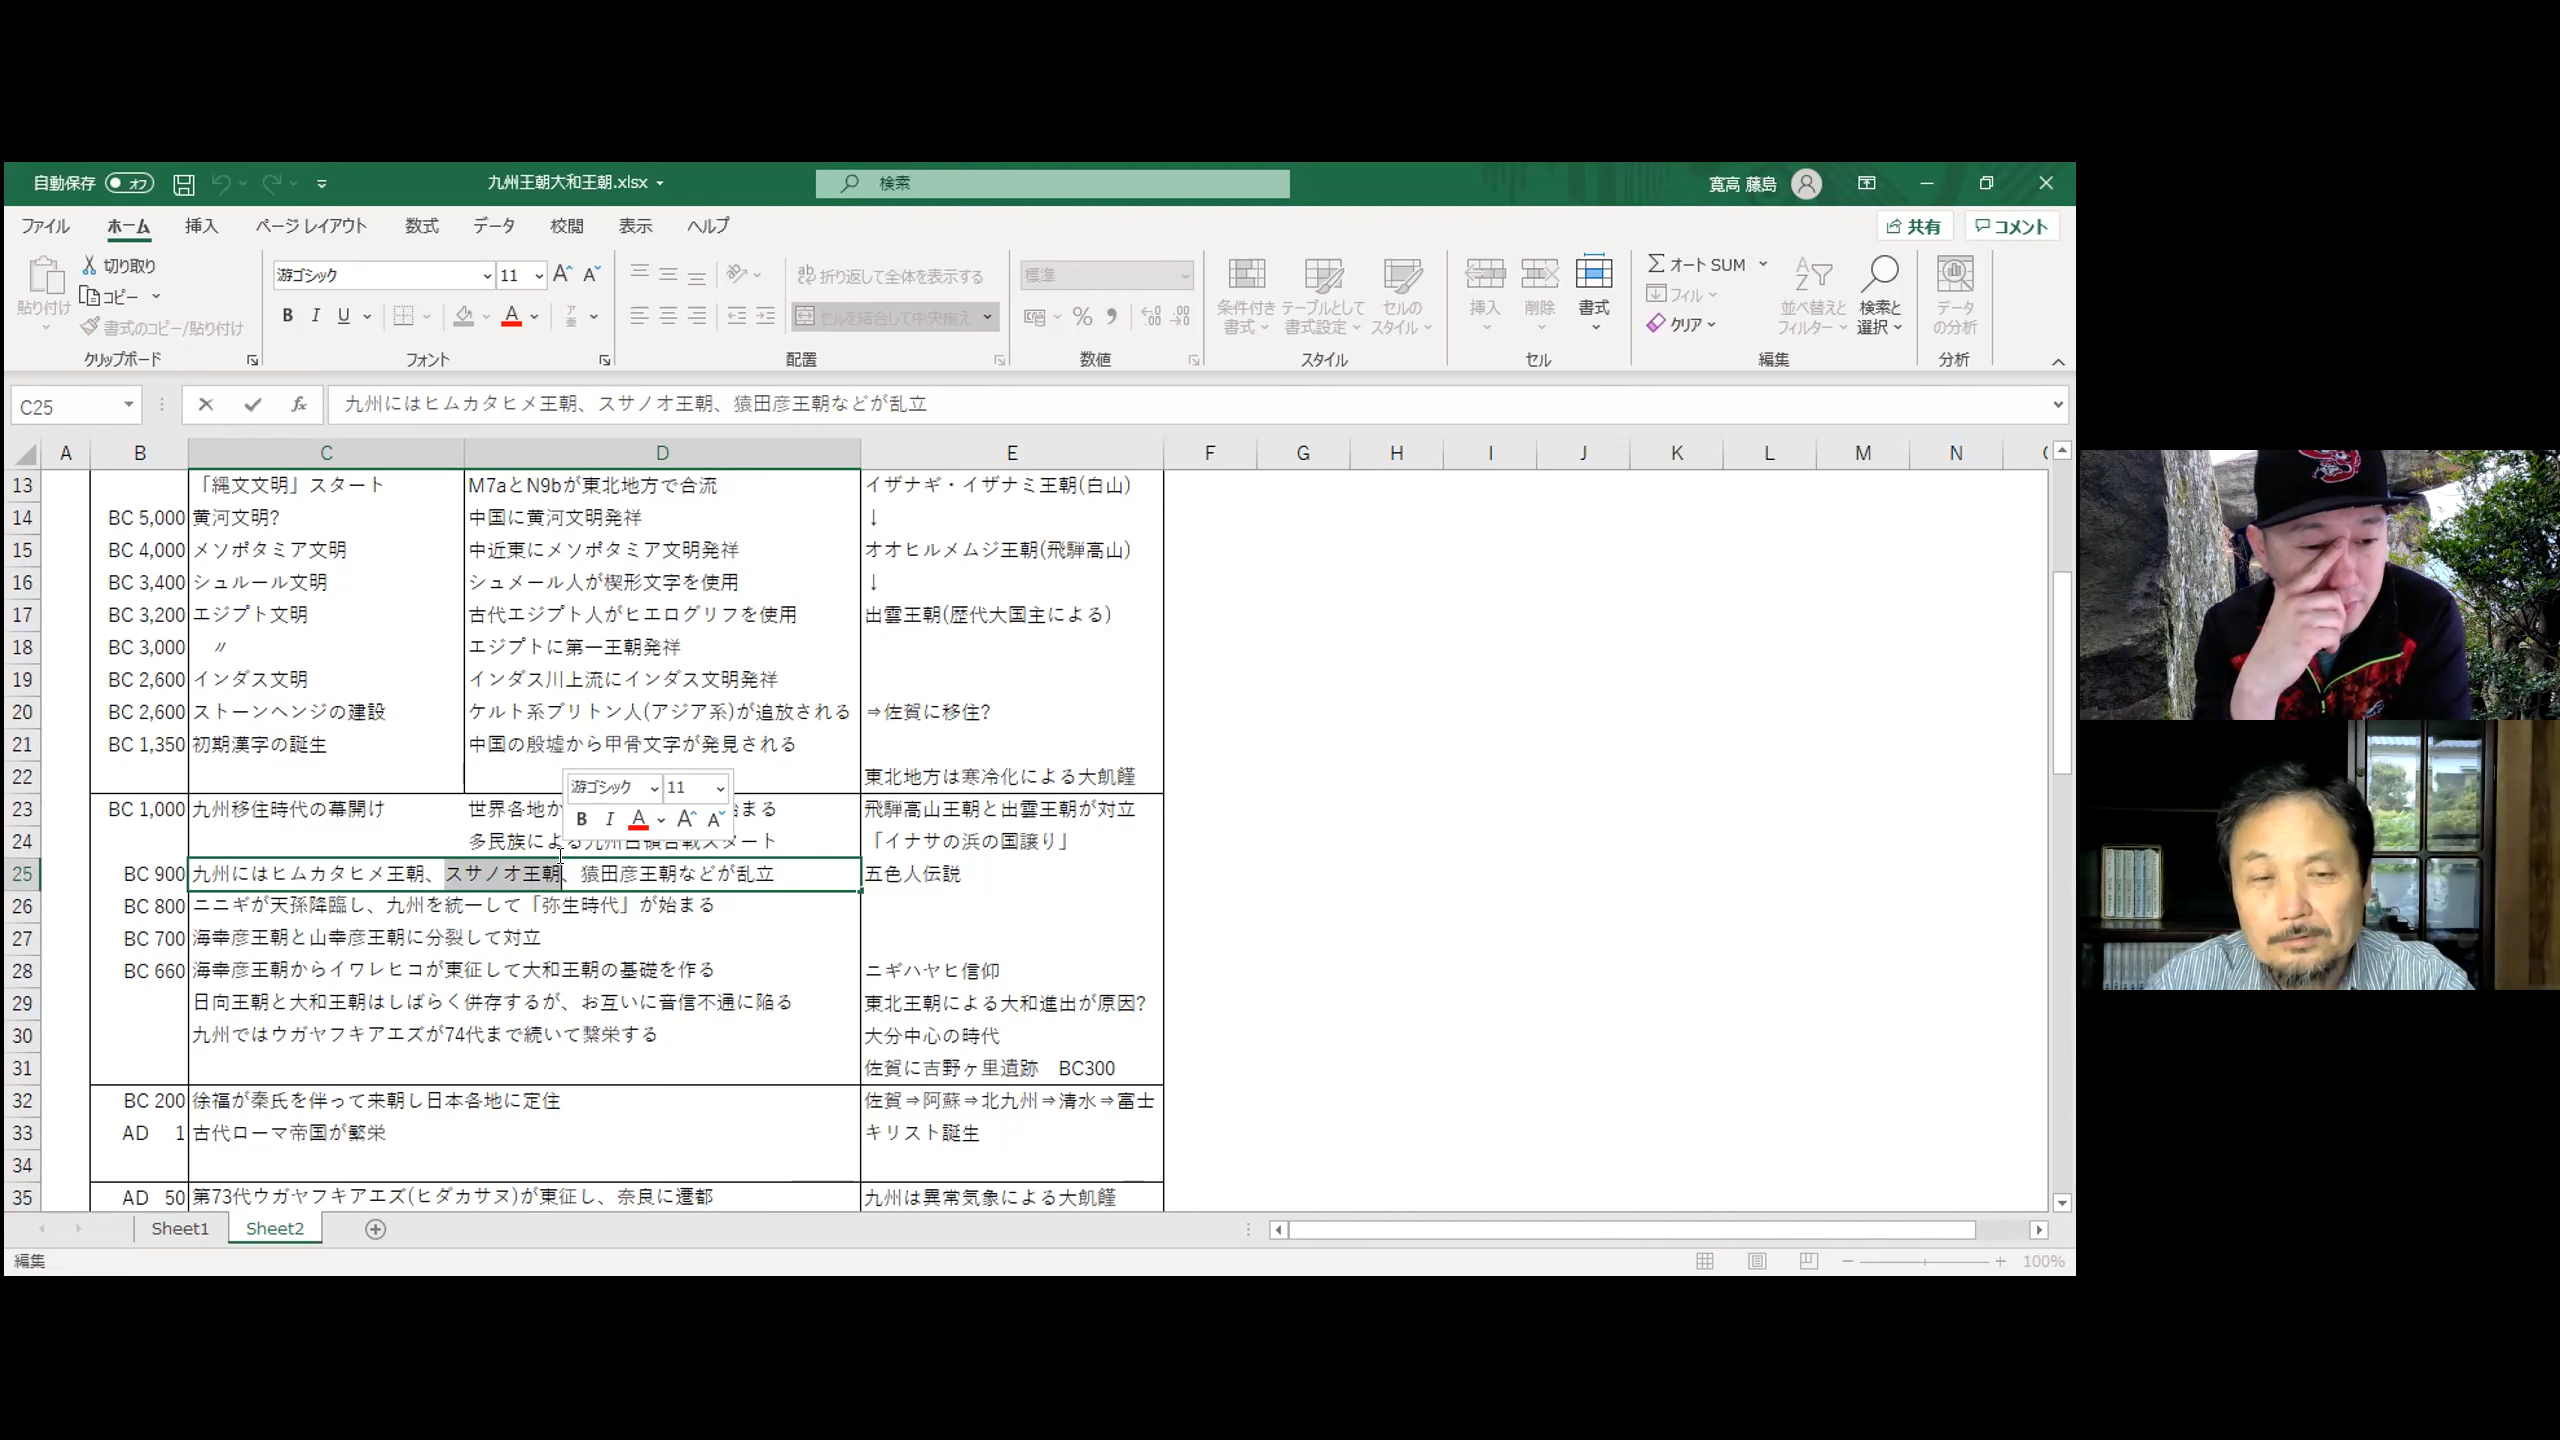 自動保存 オフ 九州王朝大和王朝.xlsx 検索 寛高 藤島
ファイル ホーム 挿入 ページ レイアウト 数式 データ 校閲 表示 ヘルプ 共有 コメント
貼り付け 切り取り コピー 書式のコピー/貼り付け クリップボード
游ゴシック 11 B I U A フォント
折り返して全体を表示する セルを結合して中央揃え 配置
標準 % 数値
条件付き書式 テーブルとして書式設定 セルのスタイル スタイル
挿入 削除 書式 セル
オート SUM フィル クリア 並べ替えとフィルター 検索と選択 編集
データの分析 分析
C25 fx 九州にはヒムカタヒメ王朝、スサノオ王朝、猿田彦王朝などが乱立
A B C D E F G H I J K L M N
13 「縄文文明」スタート M7aとN9bが東北地方で合流 イザナギ・イザナミ王朝(白山)
14 BC 5,000 黄河文明? 中国に黄河文明発祥 ↓
15 BC 4,000 メソポタミア文明 中近東にメソポタミア文明発祥 オオヒルメムジ王朝(飛騨高山)
16 BC 3,400 シュルール文明 シュメール人が楔形文字を使用 ↓
17 BC 3,200 エジプト文明 古代エジプト人がヒエログリフを使用 出雲王朝(歴代大国主による)
18 BC 3,000 〃 エジプトに第一王朝発祥
19 BC 2,600 インダス文明 インダス川上流にインダス文明発祥
20 BC 2,600 ストーンヘンジの建設 ケルト系ブリトン人(アジア系)が追放される ⇒佐賀に移住?
21 BC 1,350 初期漢字の誕生 中国の殷墟から甲骨文字が発見される
22 東北地方は寒冷化による大飢饉
游ゴシック 11
B I A
23 BC 1,000 九州移住時代の幕開け 世界各地か 始まる 飛騨高山王朝と出雲王朝が対立
24 多民族による九州占領合戦スタート 「イナサの浜の国譲り」
25 BC 900 九州にはヒムカタヒメ王朝、スサノオ王朝、猿田彦王朝などが乱立 五色人伝説
26 BC 800 ニニギが天孫降臨し、九州を統一して「弥生時代」が始まる
27 BC 700 海幸彦王朝と山幸彦王朝に分裂して対立
28 BC 660 海幸彦王朝からイワレヒコが東征して大和王朝の基礎を作る ニギハヤヒ信仰
29 日向王朝と大和王朝はしばらく併存するが、お互いに音信不通に陥る 東北王朝による大和進出が原因?
30 九州ではウガヤフキアエズが74代まで続いて繁栄する 大分中心の時代
31 佐賀に吉野ヶ里遺跡 BC300
32 BC 200 徐福が秦氏を伴って来朝し日本各地に定住 佐賀⇒阿蘇⇒北九州⇒清水⇒富士
33 AD 1 古代ローマ帝国が繁栄 キリスト誕生
34
35 AD 50 第73代ウガヤフキアエズ(ヒダカサヌ)が東征し、奈良に遷都 九州は異常気象による大飢饉
Sheet1 Sheet2
編集 100%